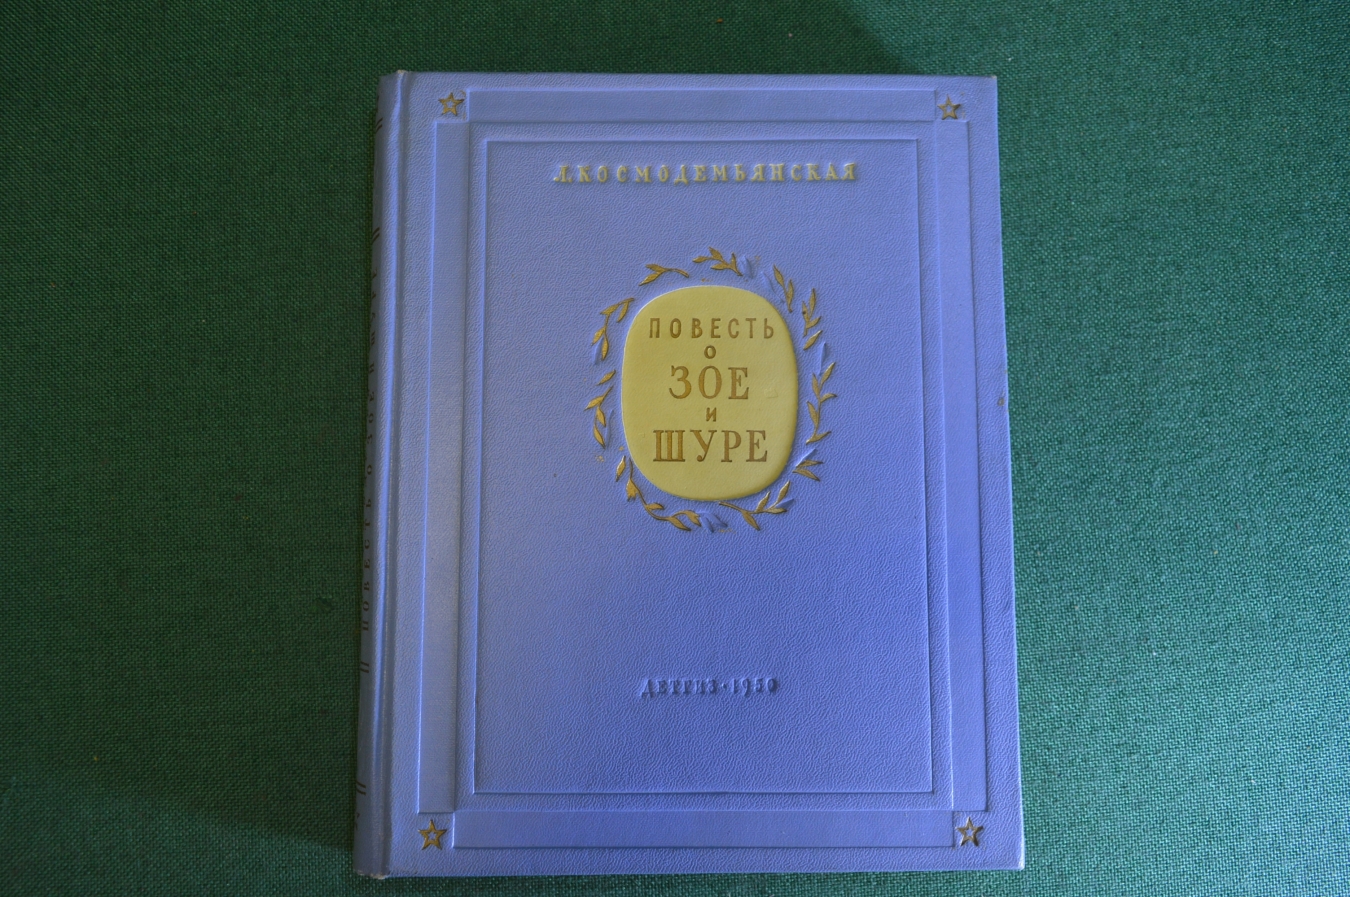 Л. КОСМОДЕМЬЯНСКАЯ
ПОВЕСТЬ
О
ЗОЕ
И
ШУРЕ
ДЕТГИЗ · 1950